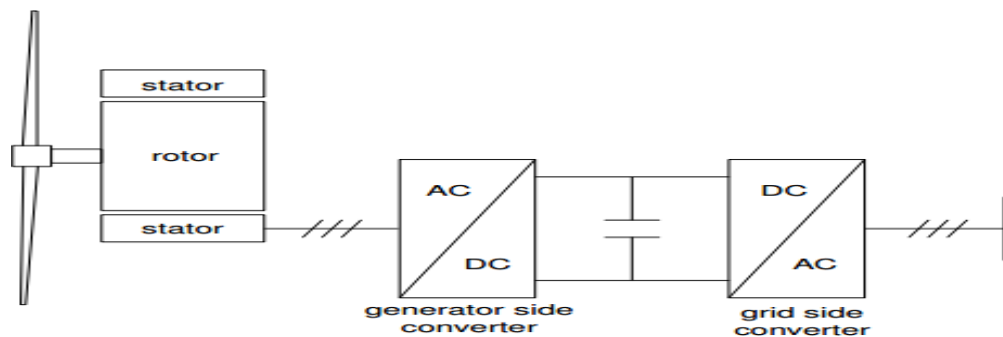 stator
rotor
stator
AC
DC
generator side
converter
DC
AC
grid side
converter